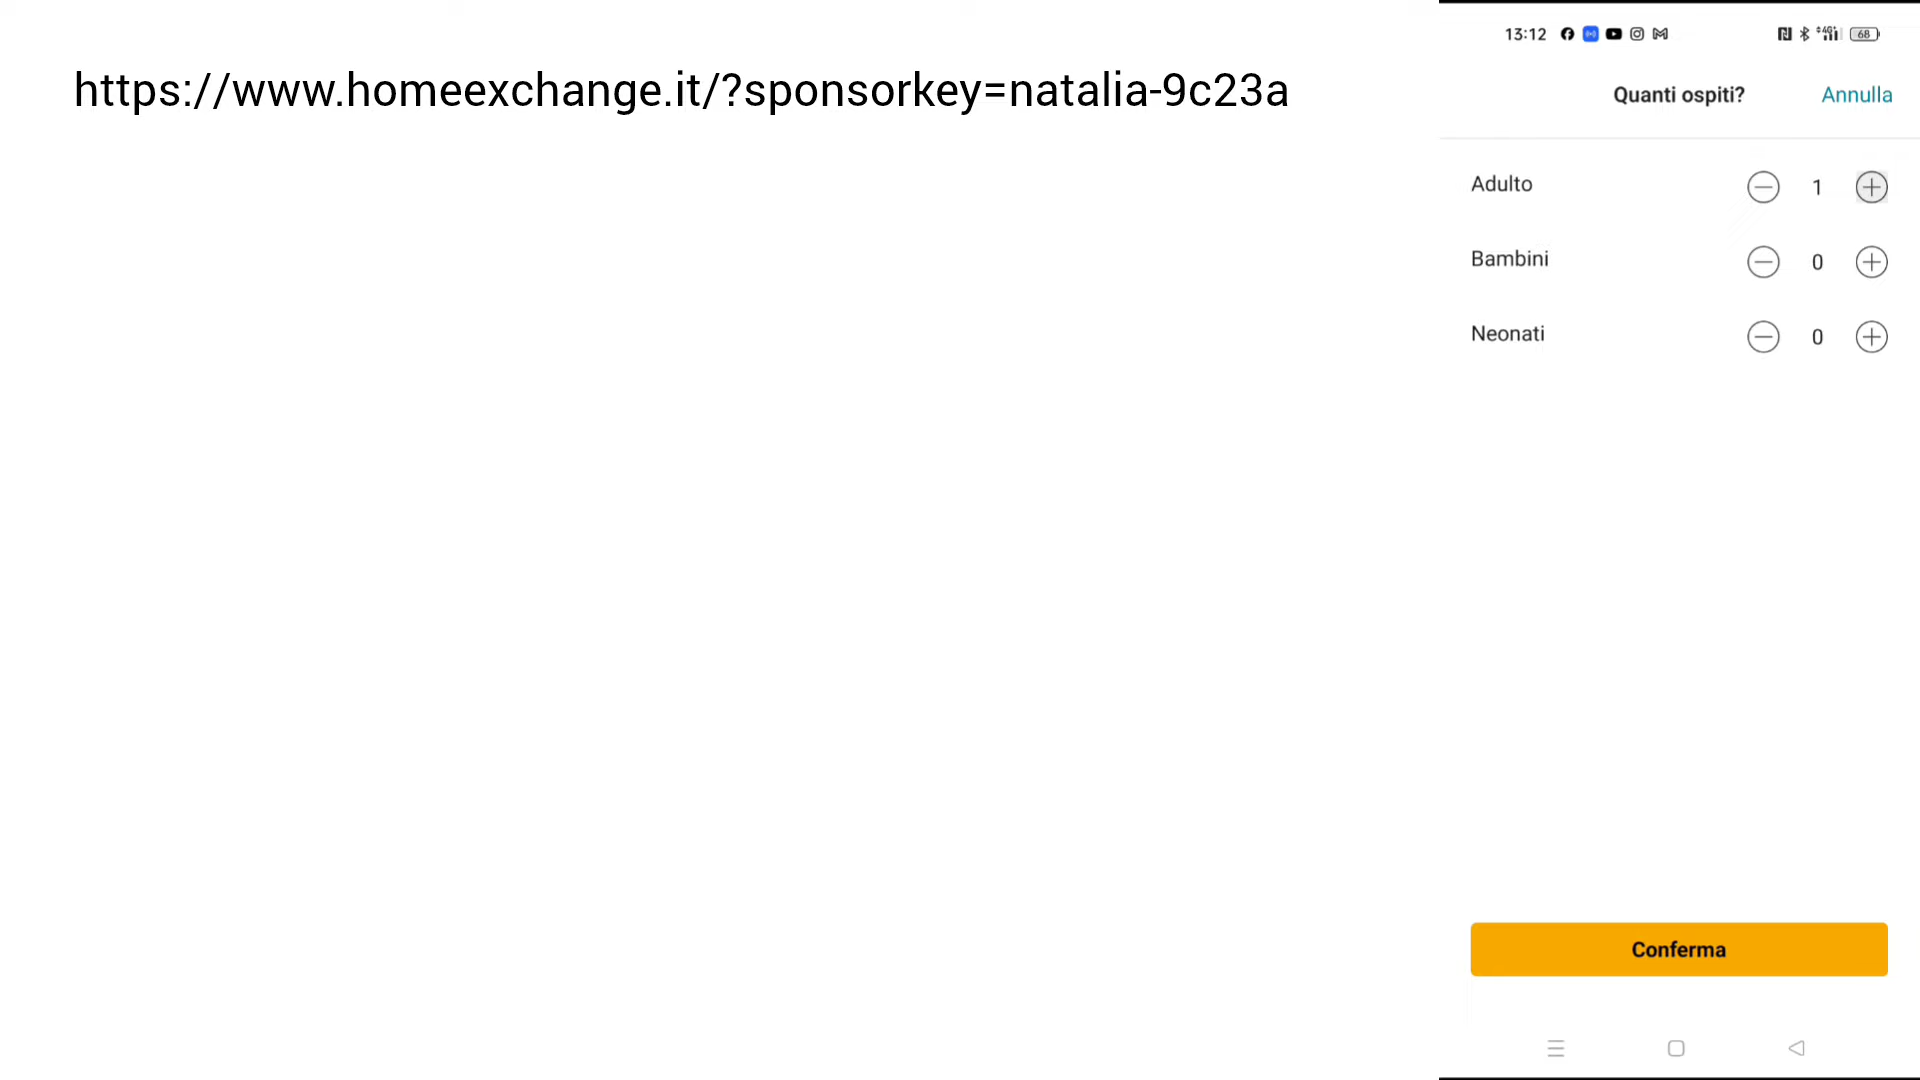 https://www.homeexchange.it/?sponsorkey=natalia-9c23a
13:12
68
Quanti ospiti?
Annulla
Adulto
1
Bambini
0
Neonati
0
Conferma